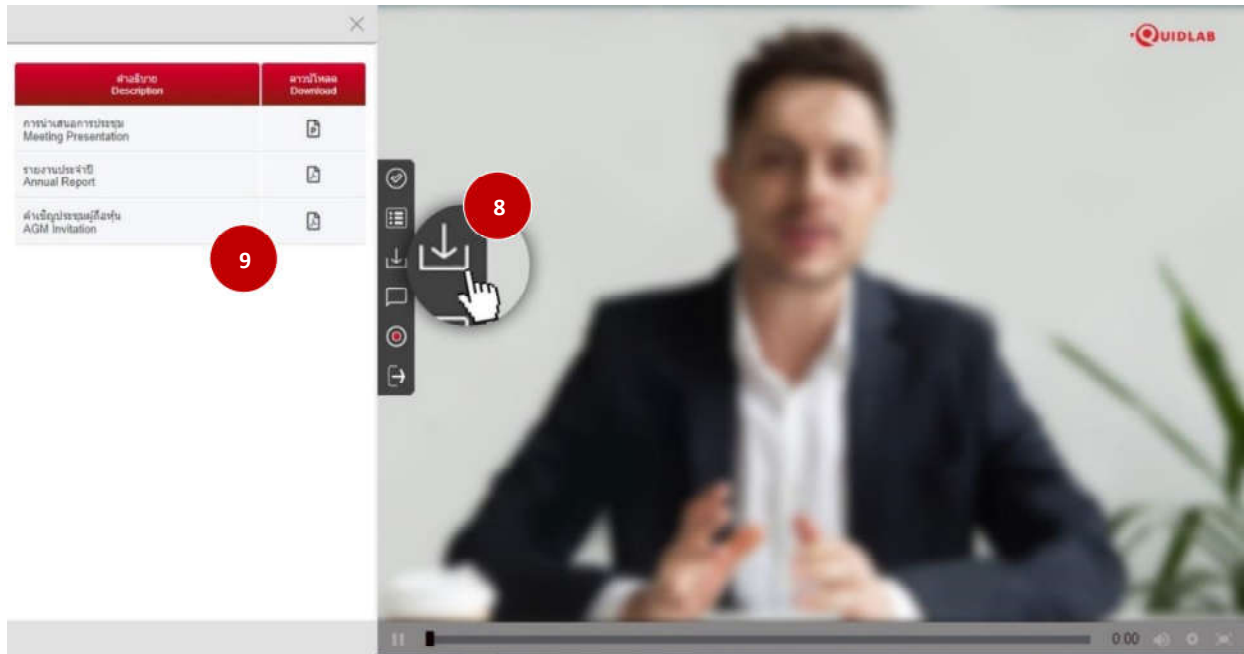 QUIDLAB
คำอธิบาย
Description
ดาวน์โหลด
Download
การนำเสนอการประชุม
Meeting Presentation
รายงานประจำปี
Annual Report
คำเชิญประชุมผู้ถือหุ้น
AGM Invitation
8
9
0:00